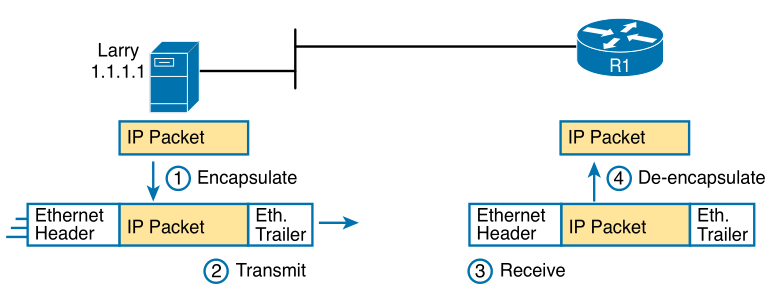 Larry
1.1.1.1
R1
IP Packet
IP Packet
1 Encapsulate
4 De-encapsulate
Ethernet
Header
IP Packet
Eth.
Trailer
Ethernet
Header
IP Packet
Eth.
Trailer
2 Transmit
3 Receive